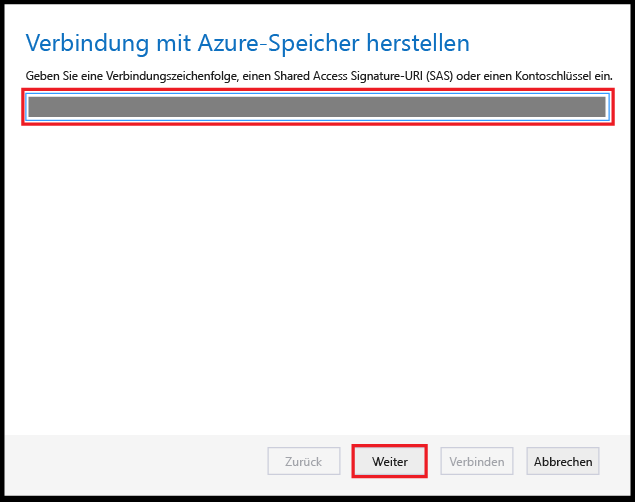 Verbindung mit Azure-Speicher herstellen
Geben Sie eine Verbindungszeichenfolge, einen Shared Access Signature-URI (SAS) oder einen Kontoschlüssel ein.
Zurück Weiter Verbinden Abbrechen